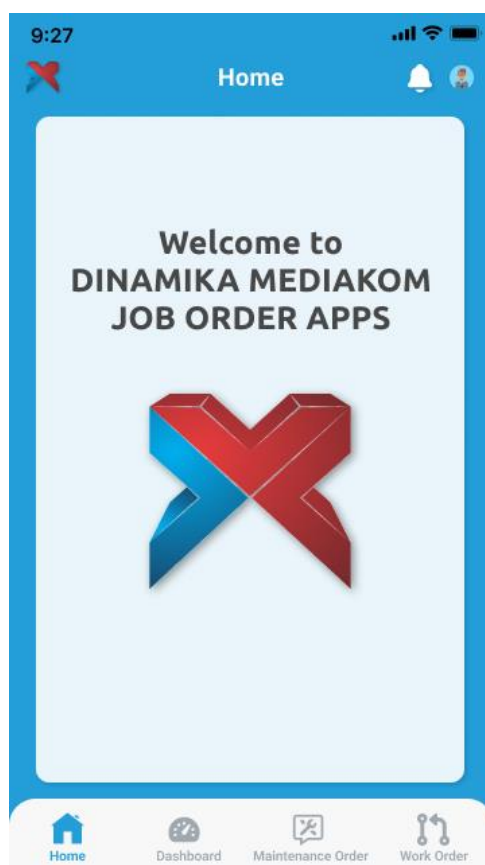 9:27
Home
Welcome to
DINAMIKA MEDIAKOM
JOB ORDER APPS
Home
Dashboard
Maintenance Order
Work Order